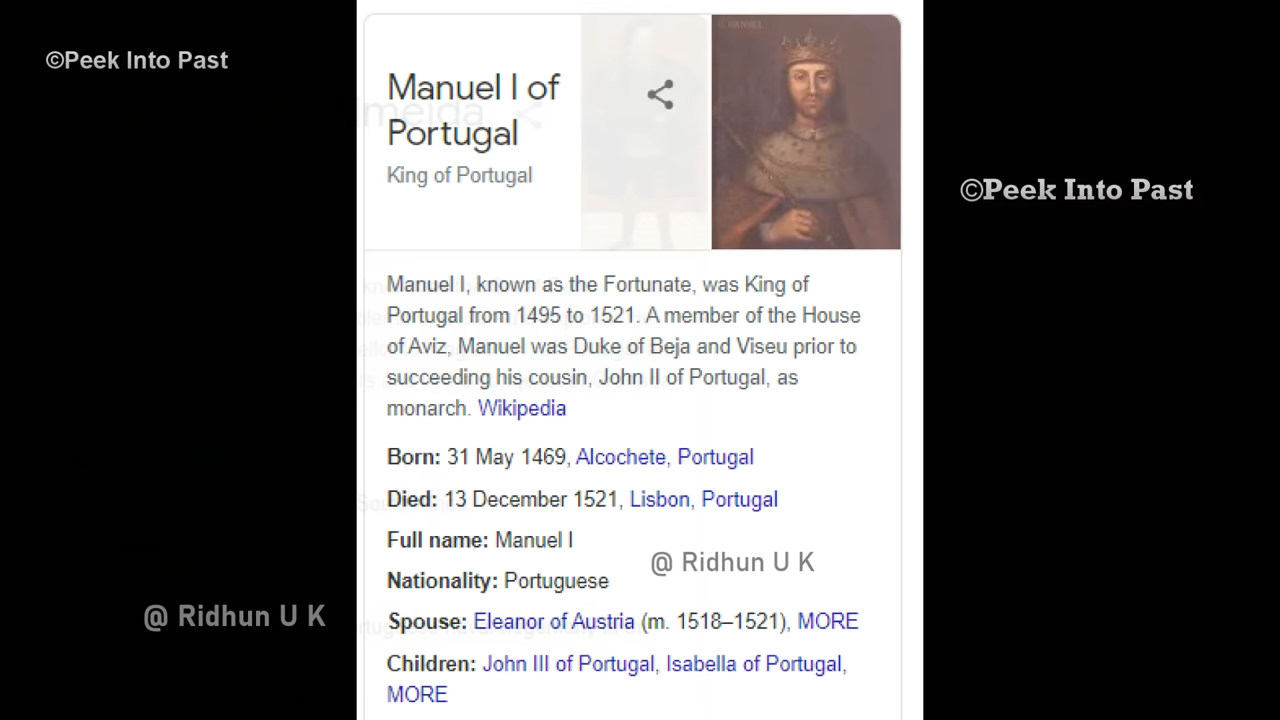 ©Peek Into Past
Manuel I of
Portugal
King of Portugal
©Peek Into Past
Manuel I, known as the Fortunate, was King of
Portugal from 1495 to 1521. A member of the House
of Aviz, Manuel was Duke of Beja and Viseu prior to
succeeding his cousin, John II of Portugal, as
monarch. Wikipedia
Born: 31 May 1469, Alcochete, Portugal
Died: 13 December 1521, Lisbon, Portugal
Full name: Manuel I
@ Ridhun U K
Nationality: Portuguese
@ Ridhun U K
Spouse: Eleanor of Austria (m. 1518–1521), MORE
Children: John III of Portugal, Isabella of Portugal,
MORE